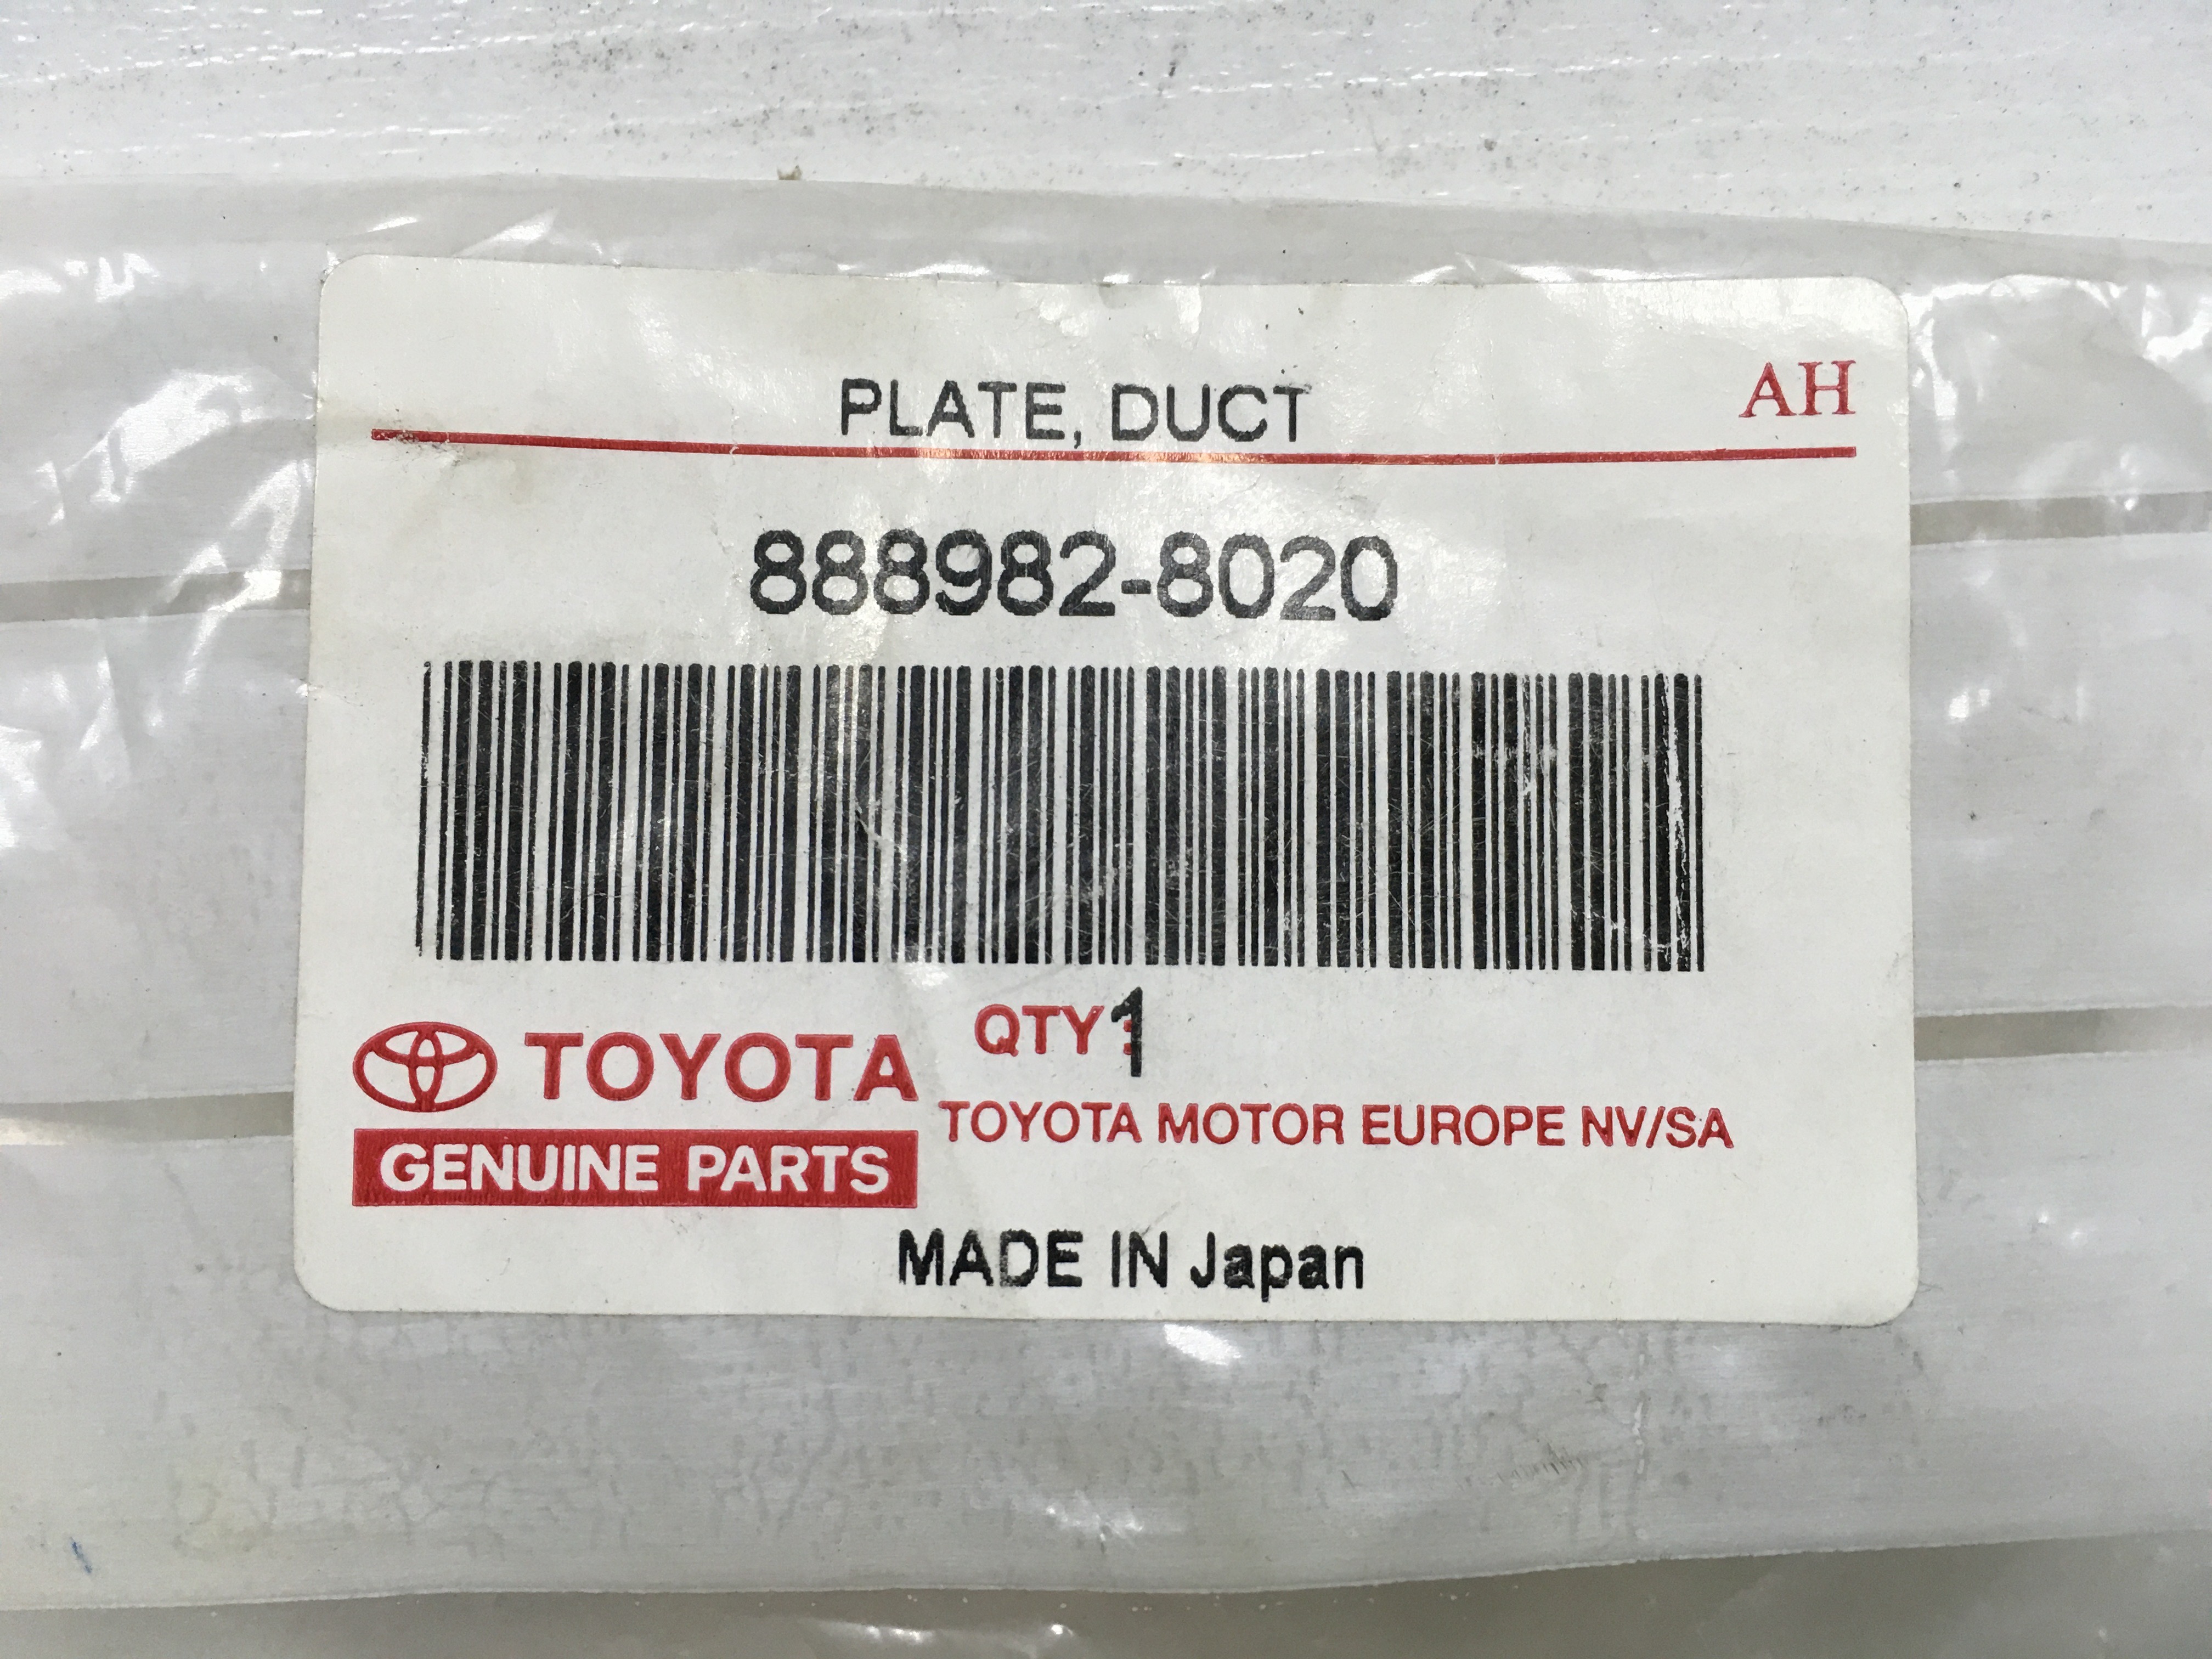 PLATE, DUCT
AH
888982-8020
QTY:1
TOYOTA
TOYOTA MOTOR EUROPE NV/SA
GENUINE PARTS
MADE IN Japan